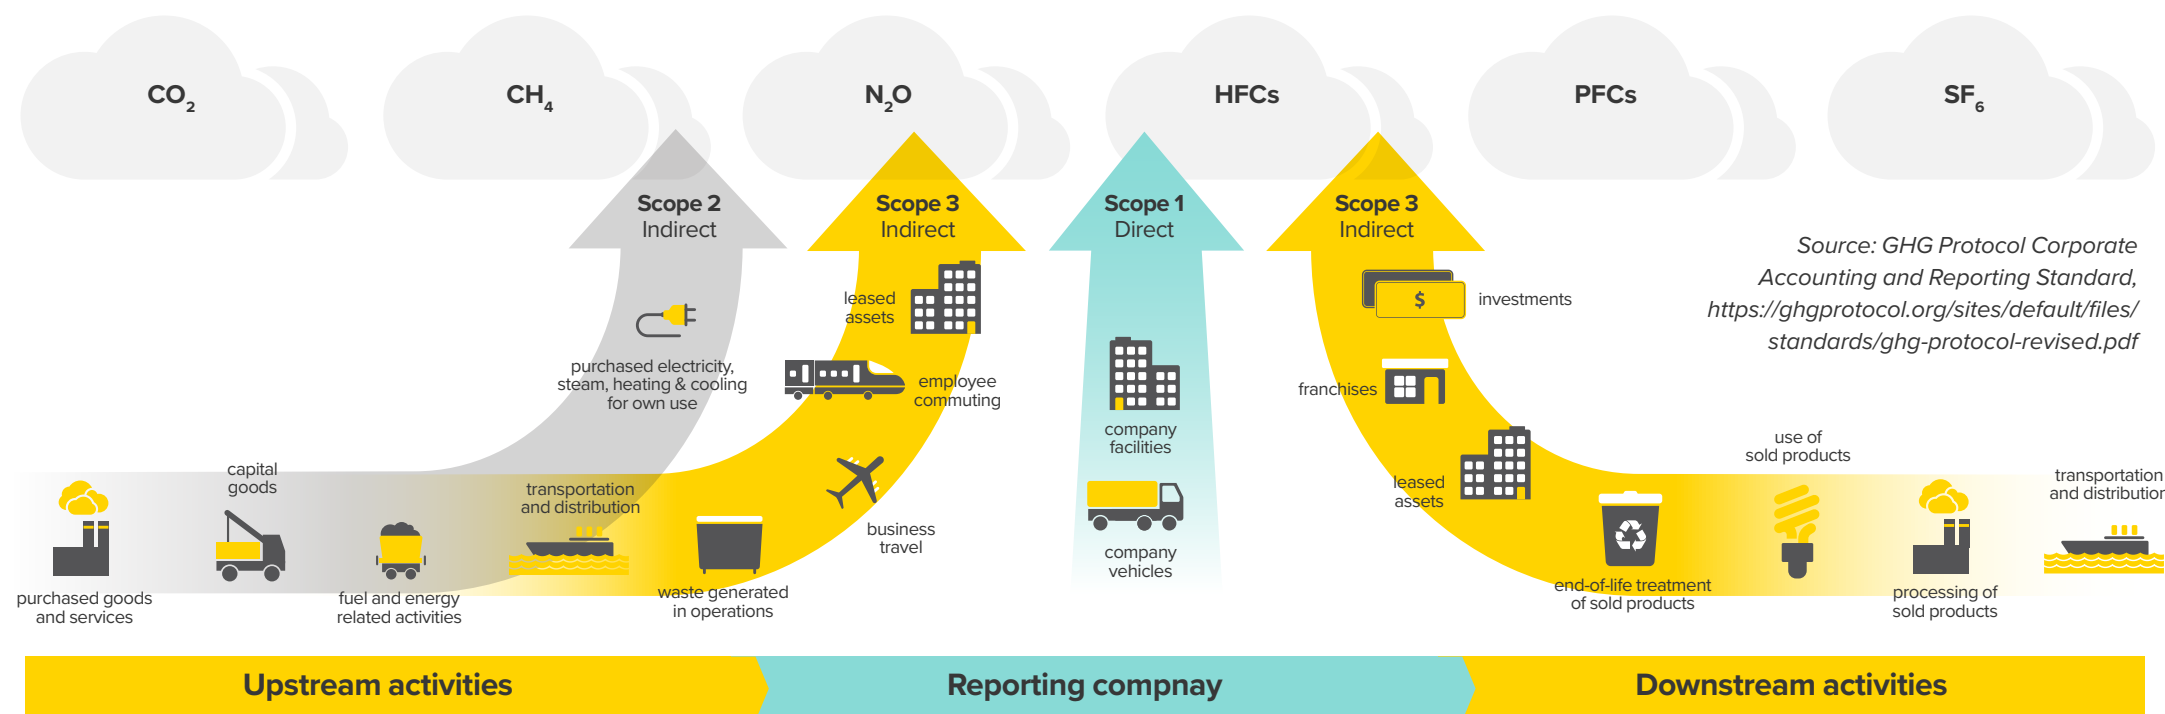 CO2
CH4
N2O
HFCs
PFCs
SF6
Scope 2
Indirect
Scope 3
Indirect
Scope 1
Direct
Scope 3
Indirect
Source: GHG Protocol Corporate
Accounting and Reporting Standard,
https://ghgprotocol.org/sites/default/files/
standards/ghg-protocol-revised.pdf
leased
assets
$
investments
purchased electricity,
steam, heating & cooling
for own use
employee
commuting
franchises
company
facilities
capital
goods
transportation
and distribution
business
travel
leased
assets
use of
sold products
transportation
and distribution
company
vehicles
purchased goods
and services
fuel and energy
related activities
waste generated
in operations
end-of-life treatment
of sold products
processing of
sold products
Upstream activities
Reporting compnay
Downstream activities